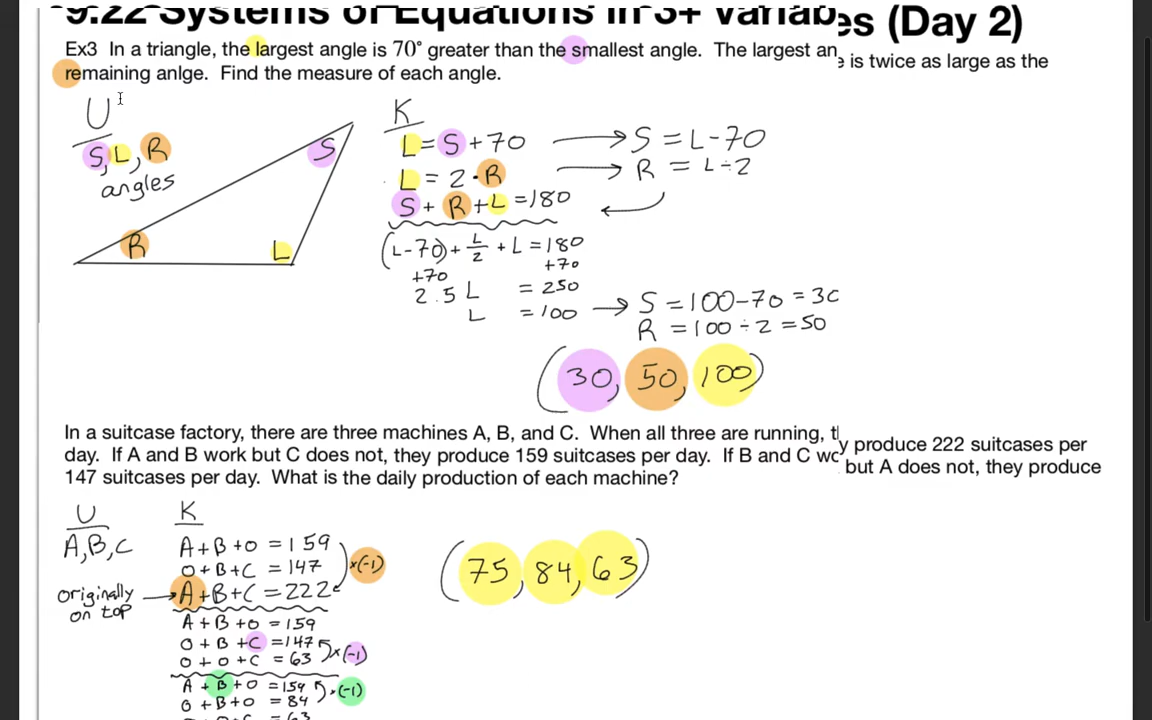 9.22 Systems of Equations in 3+ Variables (Day 2)
Ex3 In a triangle, the largest angle is 70° greater than the smallest angle. The largest an e is twice as large as the
remaining anlge. Find the measure of each angle.
U
S, L, R
angles
S
R
L
K
L = S + 70 → S = L - 70
L = 2 · R → R = L ÷ 2
S + R + L = 180
(L - 70) + L/2 + L = 180
+70 +70
2.5 L = 250
L = 100 → S = 100 - 70 = 30
R = 100 ÷ 2 = 50
(30, 50, 100)
In a suitcase factory, there are three machines A, B, and C. When all three are running, t y produce 222 suitcases per
day. If A and B work but C does not, they produce 159 suitcases per day. If B and C wo but A does not, they produce
147 suitcases per day. What is the daily production of each machine?
U
A, B, C
originally
on top
K
A + B + 0 = 159
0 + B + C = 147 ×(-1)
A + B + C = 222
A + B + 0 = 159
0 + B + C = 147 ×(-1)
0 + 0 + C = 63
A + B + 0 = 159 ·(-1)
0 + B + 0 = 84
(75, 84, 63)